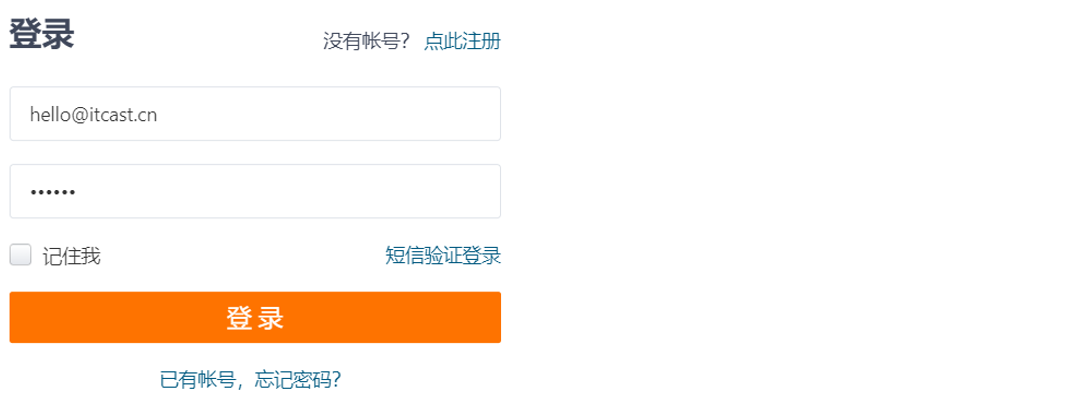 登录 没有帐号? 点此注册
hello@itcast.cn
••••••
记住我 短信验证登录
登 录
已有帐号，忘记密码?